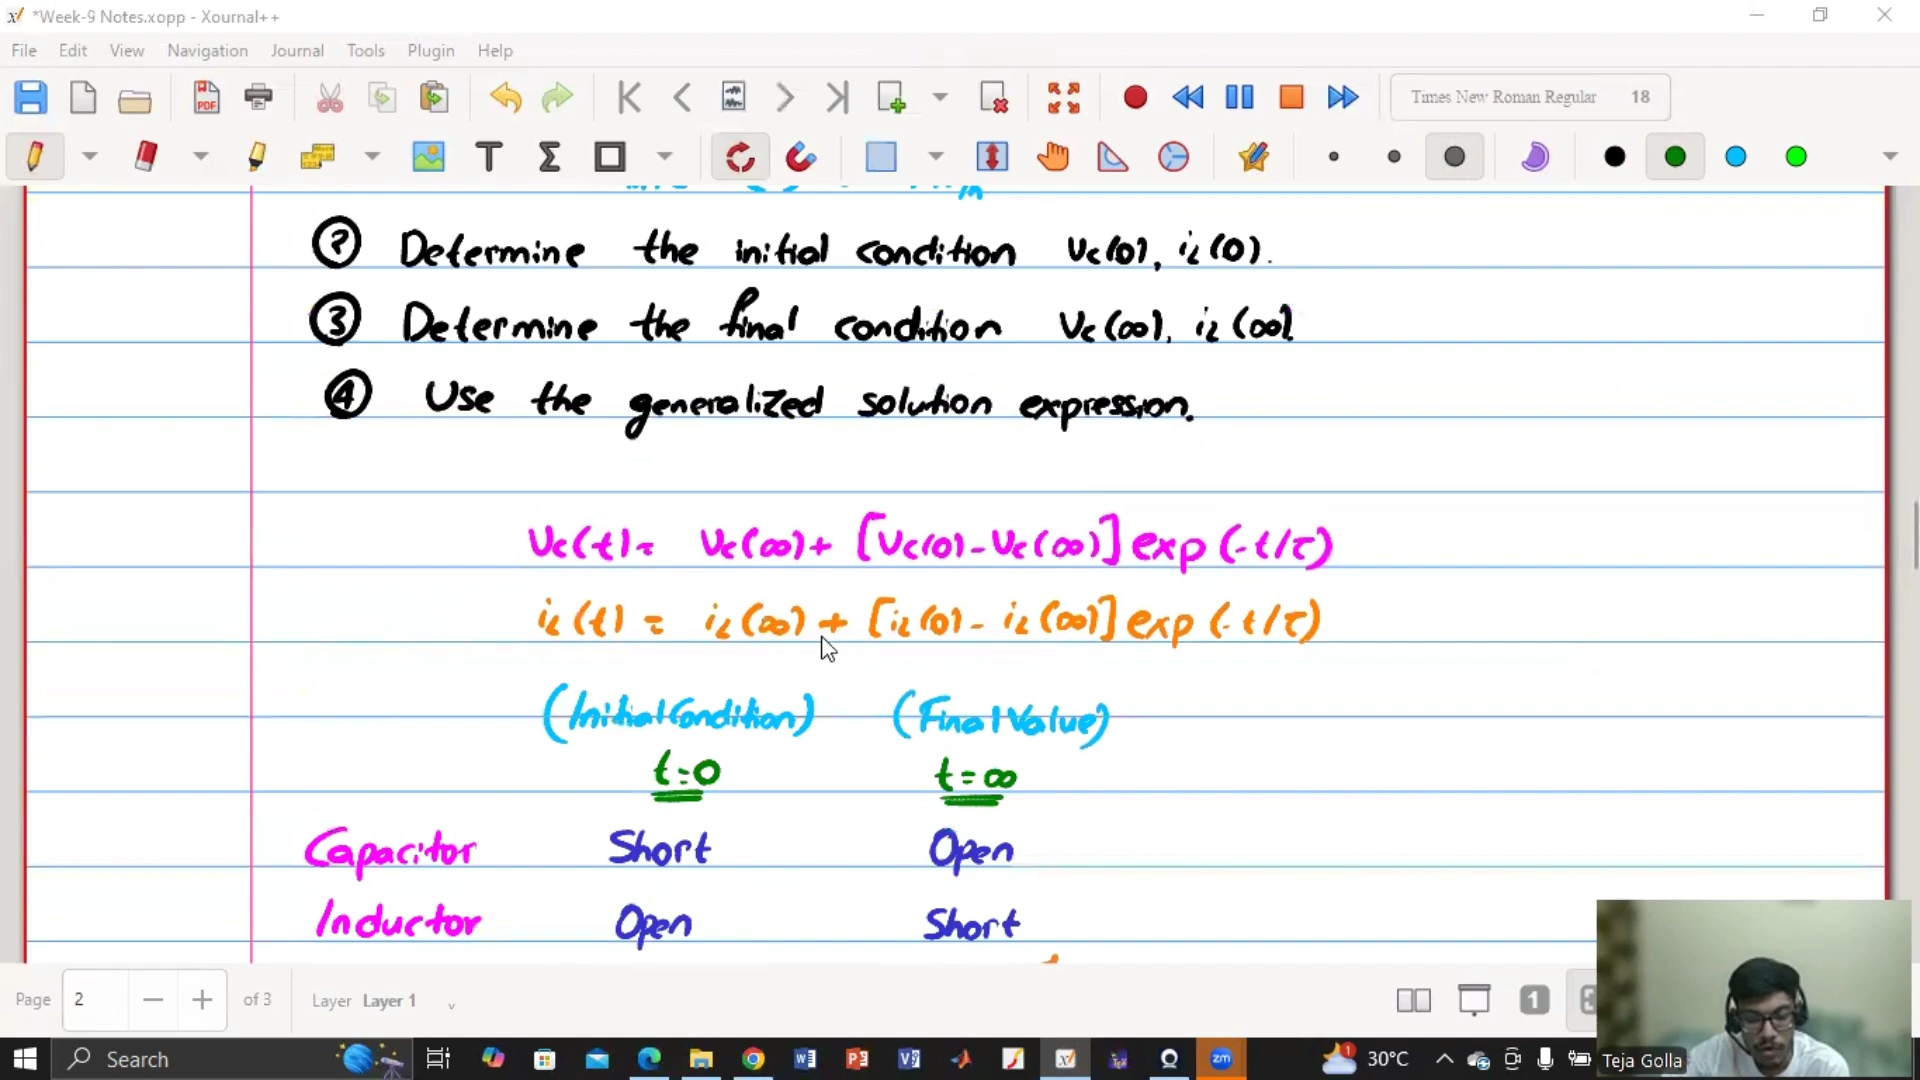 *Week-9 Notes.xopp - Xournal++
File Edit View Navigation Journal Tools Plugin Help
PDF
Times New Roman Regular 18
② Determine the initial condition Vc(0), iL(0).
③ Determine the final condition Vc(∞), iL(∞).
④ Use the generalized solution expression.
Vc(t) = Vc(∞) + [Vc(0) - Vc(∞)] exp(-t/τ)
iL(t) = iL(∞) + [iL(0) - iL(∞)] exp(-t/τ)
(Initial Condition) (Final Value)
t=0 t=∞
Capacitor Short Open
Inductor Open Short
Page 2 of 3 Layer Layer 1
1
Teja Golla
Search
zm
30°C